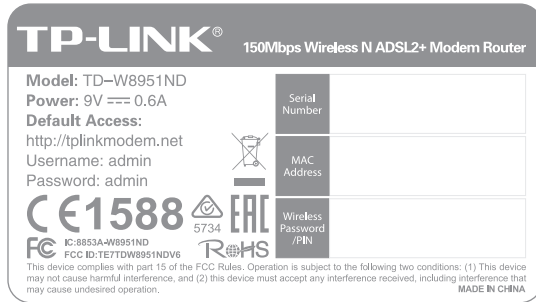 TP-LINK®
150Mbps Wireless N ADSL2+ Modem Router
Model: TD–W8951ND
Power: 9V ⎓ 0.6A
Default Access:
http://tplinkmodem.net
Username: admin
Password: admin
Serial
Number
MAC
Address
Wireless
Password
/PIN
CE1588
5734
EAC
FC
IC:8853A-W8951ND
FCC ID:TE7TDW8951NDV6
RoHS
This device complies with part 15 of the FCC Rules. Operation is subject to the following two conditions: (1) This device
may not cause harmful interference, and (2) this device must accept any interference received, including interference that
may cause undesired operation.
MADE IN CHINA